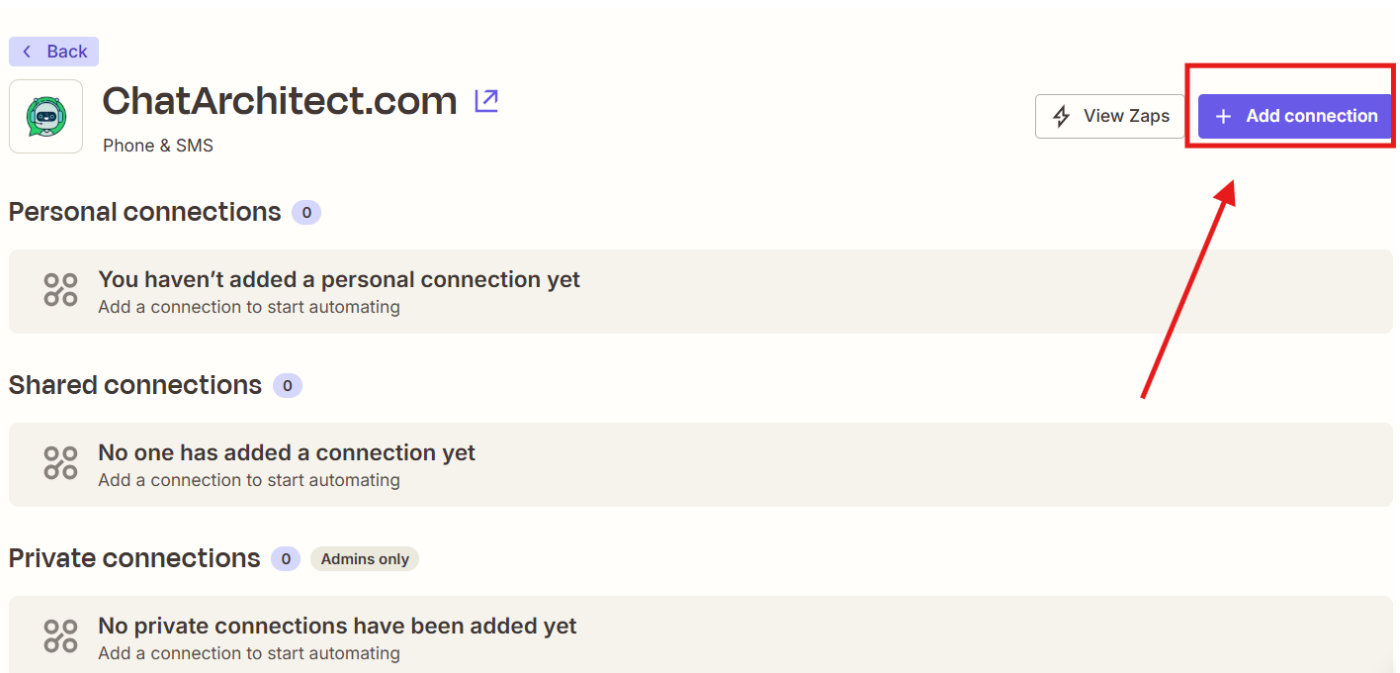 Back
ChatArchitect.com
Phone & SMS
View Zaps
+ Add connection
Personal connections 0
You haven’t added a personal connection yet
Add a connection to start automating
Shared connections 0
No one has added a connection yet
Add a connection to start automating
Private connections 0 Admins only
No private connections have been added yet
Add a connection to start automating